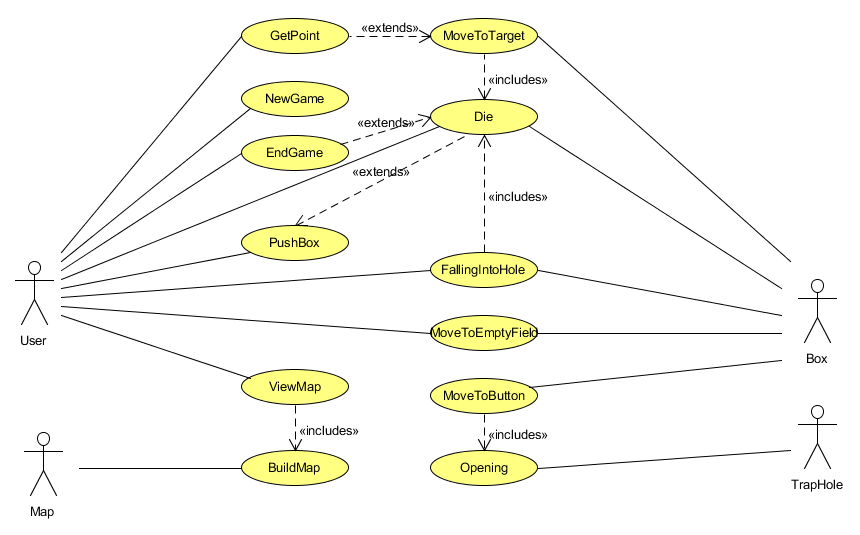 GetPoint
«extends»
MoveToTarget
«includes»
NewGame
Die
«extends»
EndGame
«extends»
«includes»
PushBox
FallingIntoHole
User
MoveToEmptyField
Box
ViewMap
MoveToButton
«includes»
«includes»
BuildMap
Opening
Map
TrapHole